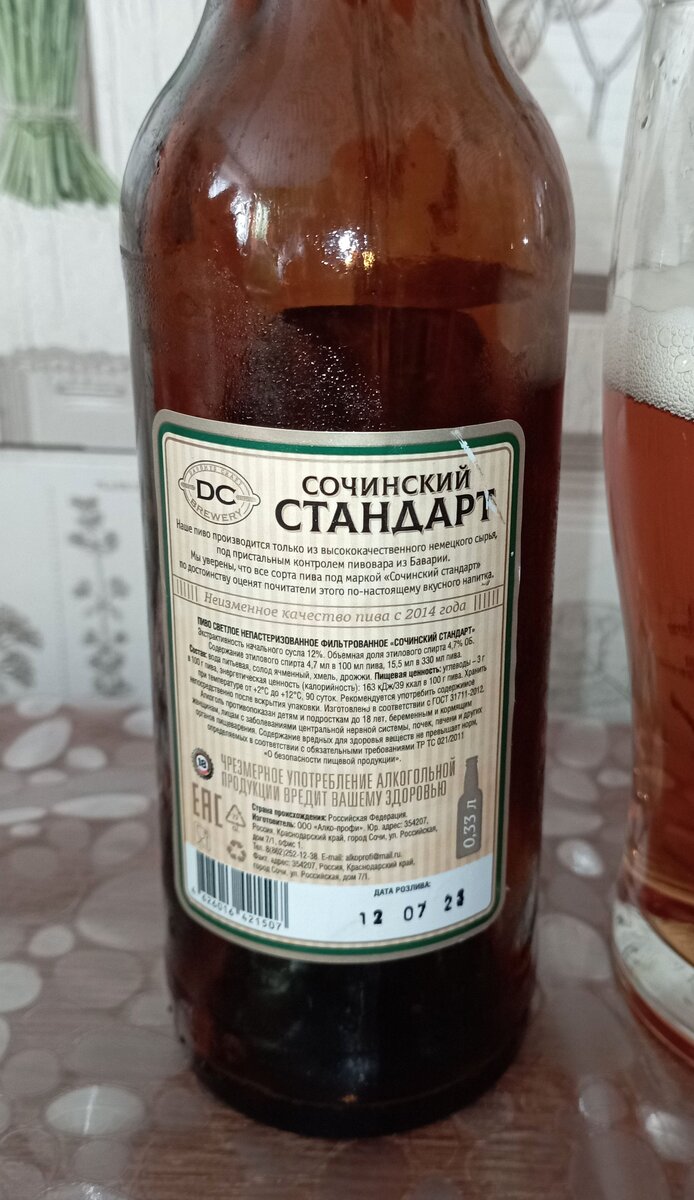 DC
BREWERY
СОЧИНСКИЙ
СТАНДАРТ
Наше пиво производится только из высококачественного немецкого сырья,
под пристальным контролем пивовара из Баварии.
Мы уверены, что все сорта пива под маркой «Сочинский стандарт»
по достоинству оценят почитатели этого по-настоящему вкусного напитка.
Неизменное качество пива с 2014 года
ПИВО СВЕТЛОЕ НЕПАСТЕРИЗОВАННОЕ ФИЛЬТРОВАННОЕ «СОЧИНСКИЙ СТАНДАРТ»
Экстрактивность начального сусла 12%. Объемная доля этилового спирта 4,7% ОБ.
Содержание этилового спирта 4,7 мл в 100 мл пива, 15,5 мл в 330 мл пива.
Состав: вода питьевая, солод ячменный, хмель, дрожжи. Пищевая ценность: углеводы – 3 г
в 100 г пива, энергетическая ценность (калорийность): 163 кДж/39 ккал в 100 г пива. Хранить
при температуре от +2°С до +12°С, 90 суток. Рекомендуется употребить содержимое
непосредственно после вскрытия упаковки. Изготовлено в соответствии с ГОСТ 31711-2012.
Алкоголь противопоказан детям и подросткам до 18 лет, беременным и кормящим
женщинам, лицам с заболеваниями центральной нервной системы, почек, печени и других
органов пищеварения. Содержание вредных для здоровья веществ не превышает норм,
определяемых в соответствии с обязательными требованиями ТР ТС 021/2011
«О безопасности пищевой продукции».
18
ЧРЕЗМЕРНОЕ УПОТРЕБЛЕНИЕ АЛКОГОЛЬНОЙ
ПРОДУКЦИИ ВРЕДИТ ВАШЕМУ ЗДОРОВЬЮ
EAC
Страна происхождения: Российская Федерация.
Изготовитель: ООО «Алко-профи». Юр. адрес: 354207,
Россия, Краснодарский край, город Сочи, ул. Российская,
дом 7/1, офис 1.
Тел. 8(862)252-12-38. E-mail: alkoprofi@mail.ru.
Факт. адрес: 354207, Россия, Краснодарский край,
город Сочи, ул. Российская, дом 7/1.
0,33 л
4 626016 421507
ДАТА РОЗЛИВА:
12 07 23